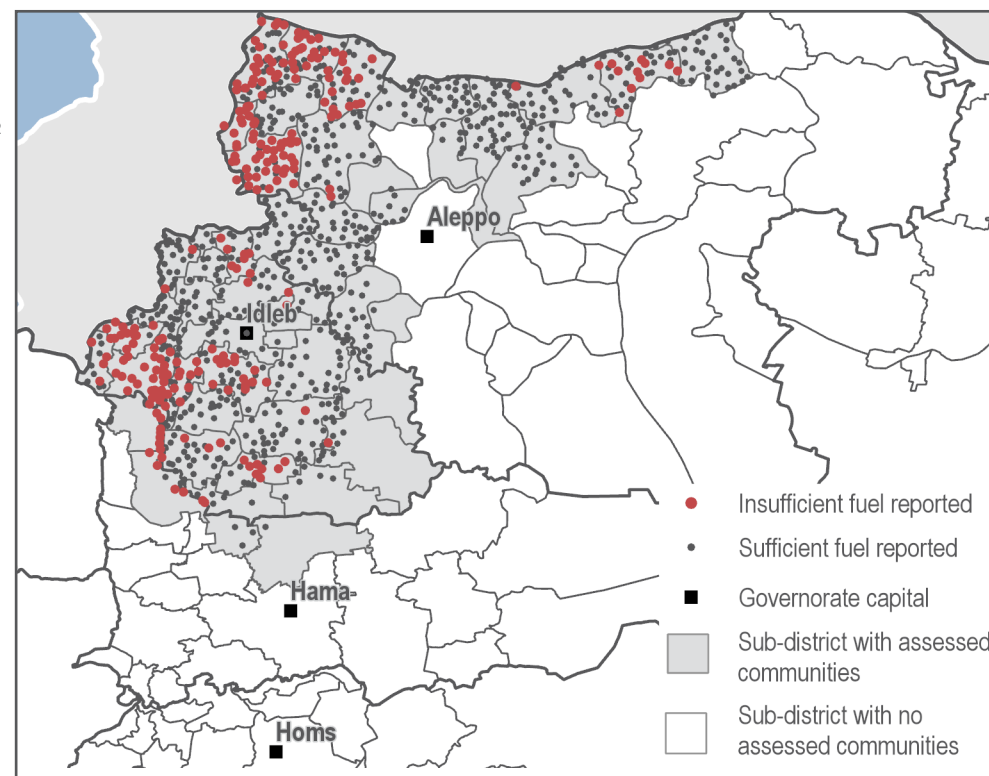 Aleppo
Idleb
Insufficient fuel reported
Sufficient fuel reported
Governorate capital
Hama
Sub-district with assessed
communities
Sub-district with no
assessed communities
Homs